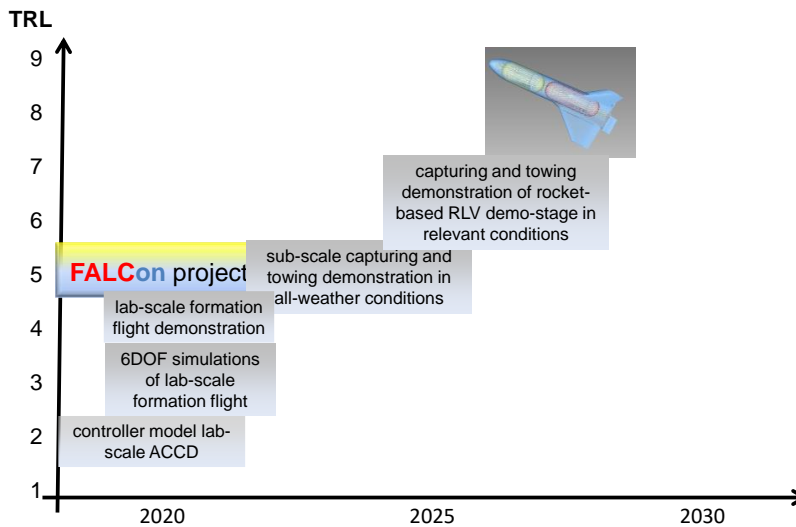 TRL
9
8
7
6
5
4
3
2
1
capturing and towing
demonstration of rocket-
based RLV demo-stage in
relevant conditions
FALCon project
sub-scale capturing and
towing demonstration in
all-weather conditions
lab-scale formation
flight demonstration
6DOF simulations
of lab-scale
formation flight
controller model lab-
scale ACCD
2020
2025
2030